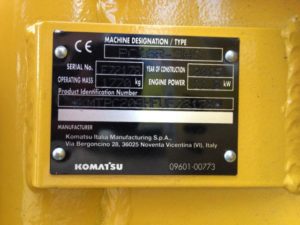 CE
MACHINE DESIGNATION / TYPE
SERIAL No.
YEAR OF CONSTRUCTION
OPERATING MASS
kg
ENGINE POWER
kW
Product Identification Number
MANUFACTURER
Komatsu Italia Manufacturing S.p.A.,
Via Bergoncino 28, 36025 Noventa Vicentina (VI), Italy
KOMATSU
09601-00773